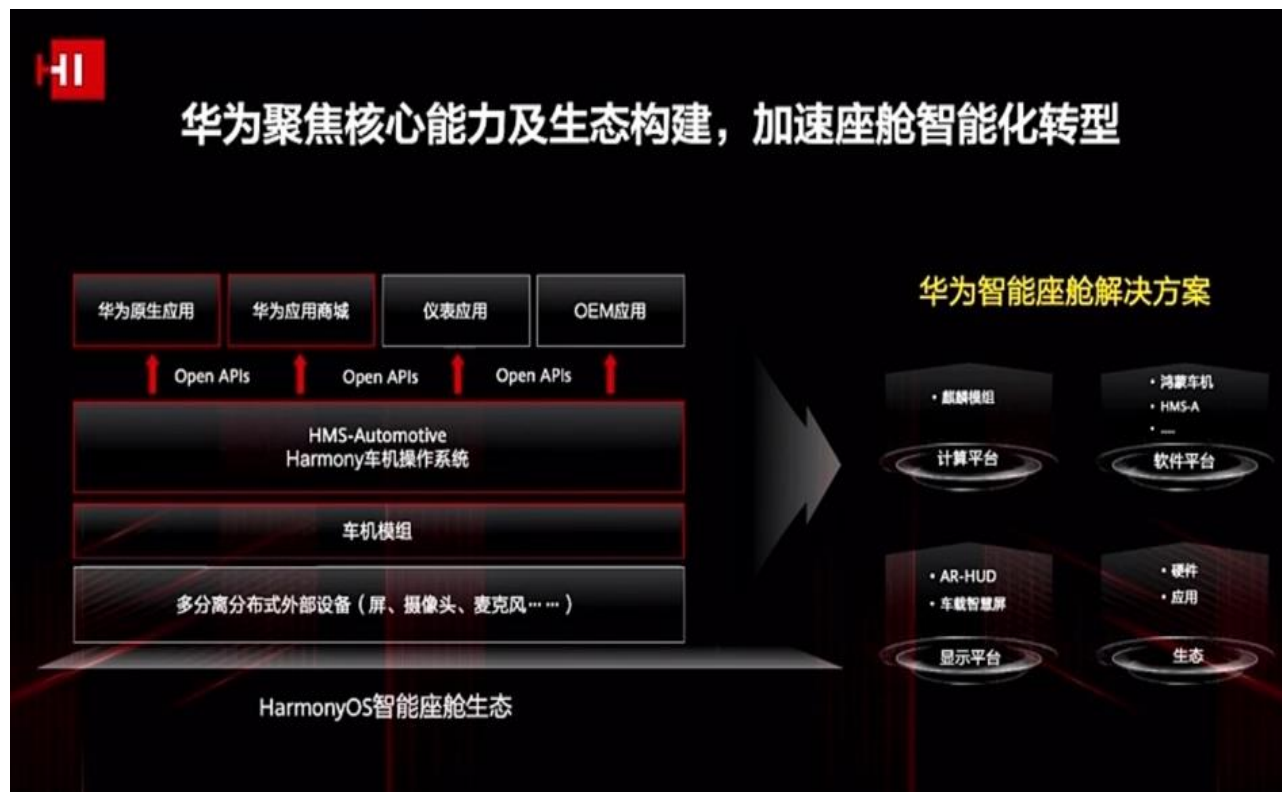 HI
华为聚焦核心能力及生态构建，加速座舱智能化转型
华为原生应用
华为应用商城
仪表应用
OEM应用
Open APIs
Open APIs
Open APIs
HMS-Automotive
Harmony车机操作系统
车机模组
多分离分布式外部设备（屏、摄像头、麦克风……）
HarmonyOS智能座舱生态
华为智能座舱解决方案
• 麒麟模组
计算平台
• 鸿蒙车机
• HMS-A
• ....
软件平台
• AR-HUD
• 车载智慧屏
显示平台
• 硬件
• 应用
生态